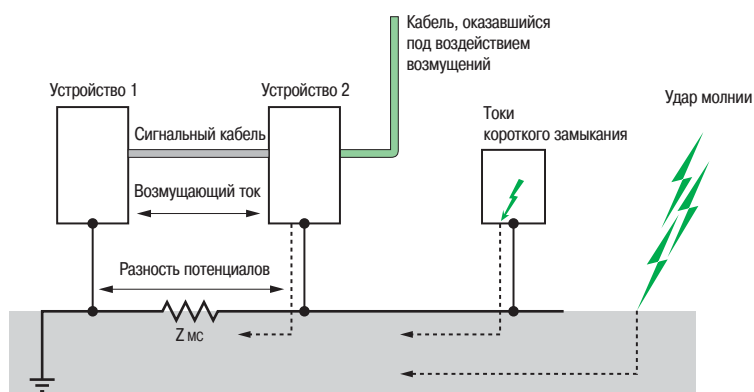 Кабель, оказавшийся
под воздействием
возмущений
Устройство 1
Устройство 2
Удар молнии
Токи
короткого замыкания
Сигнальный кабель
Возмущающий ток
Разность потенциалов
Z МС